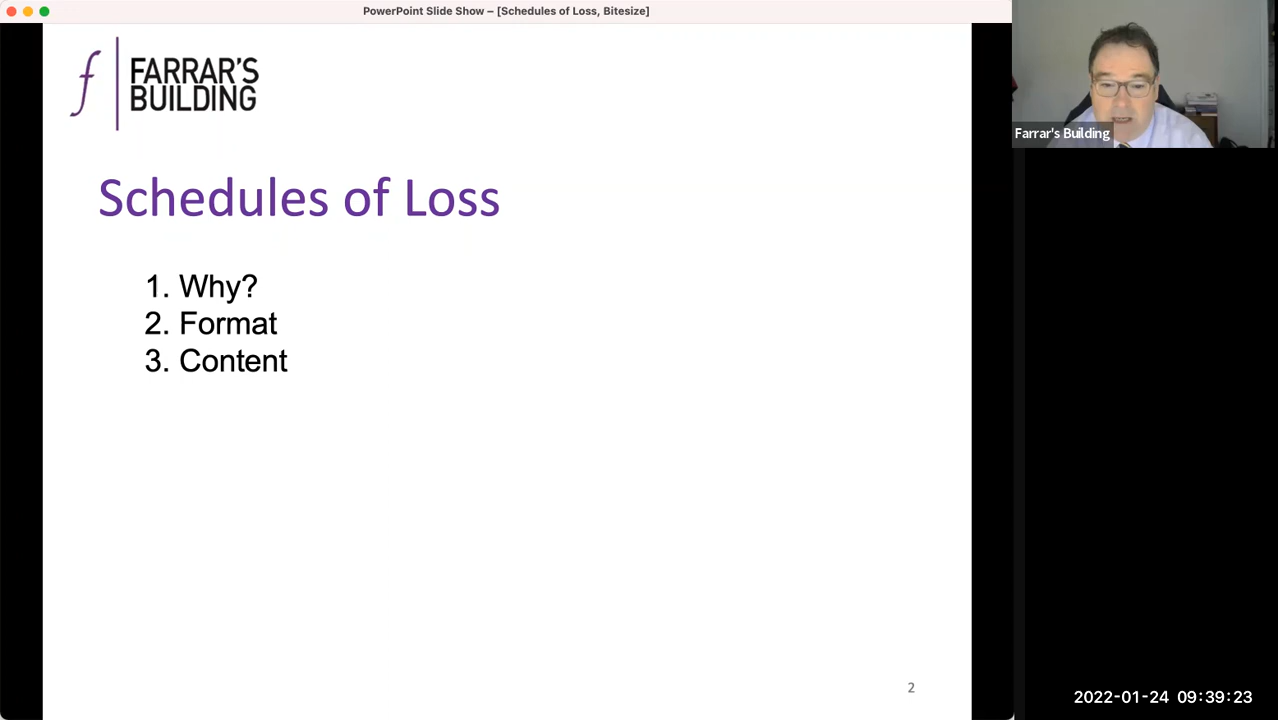 PowerPoint Slide Show – [Schedules of Loss, Bitesize]
f
FARRAR'S
BUILDING
Farrar's Building
Schedules of Loss
1. Why?
2. Format
3. Content
2
2022-01-24 09:39:23